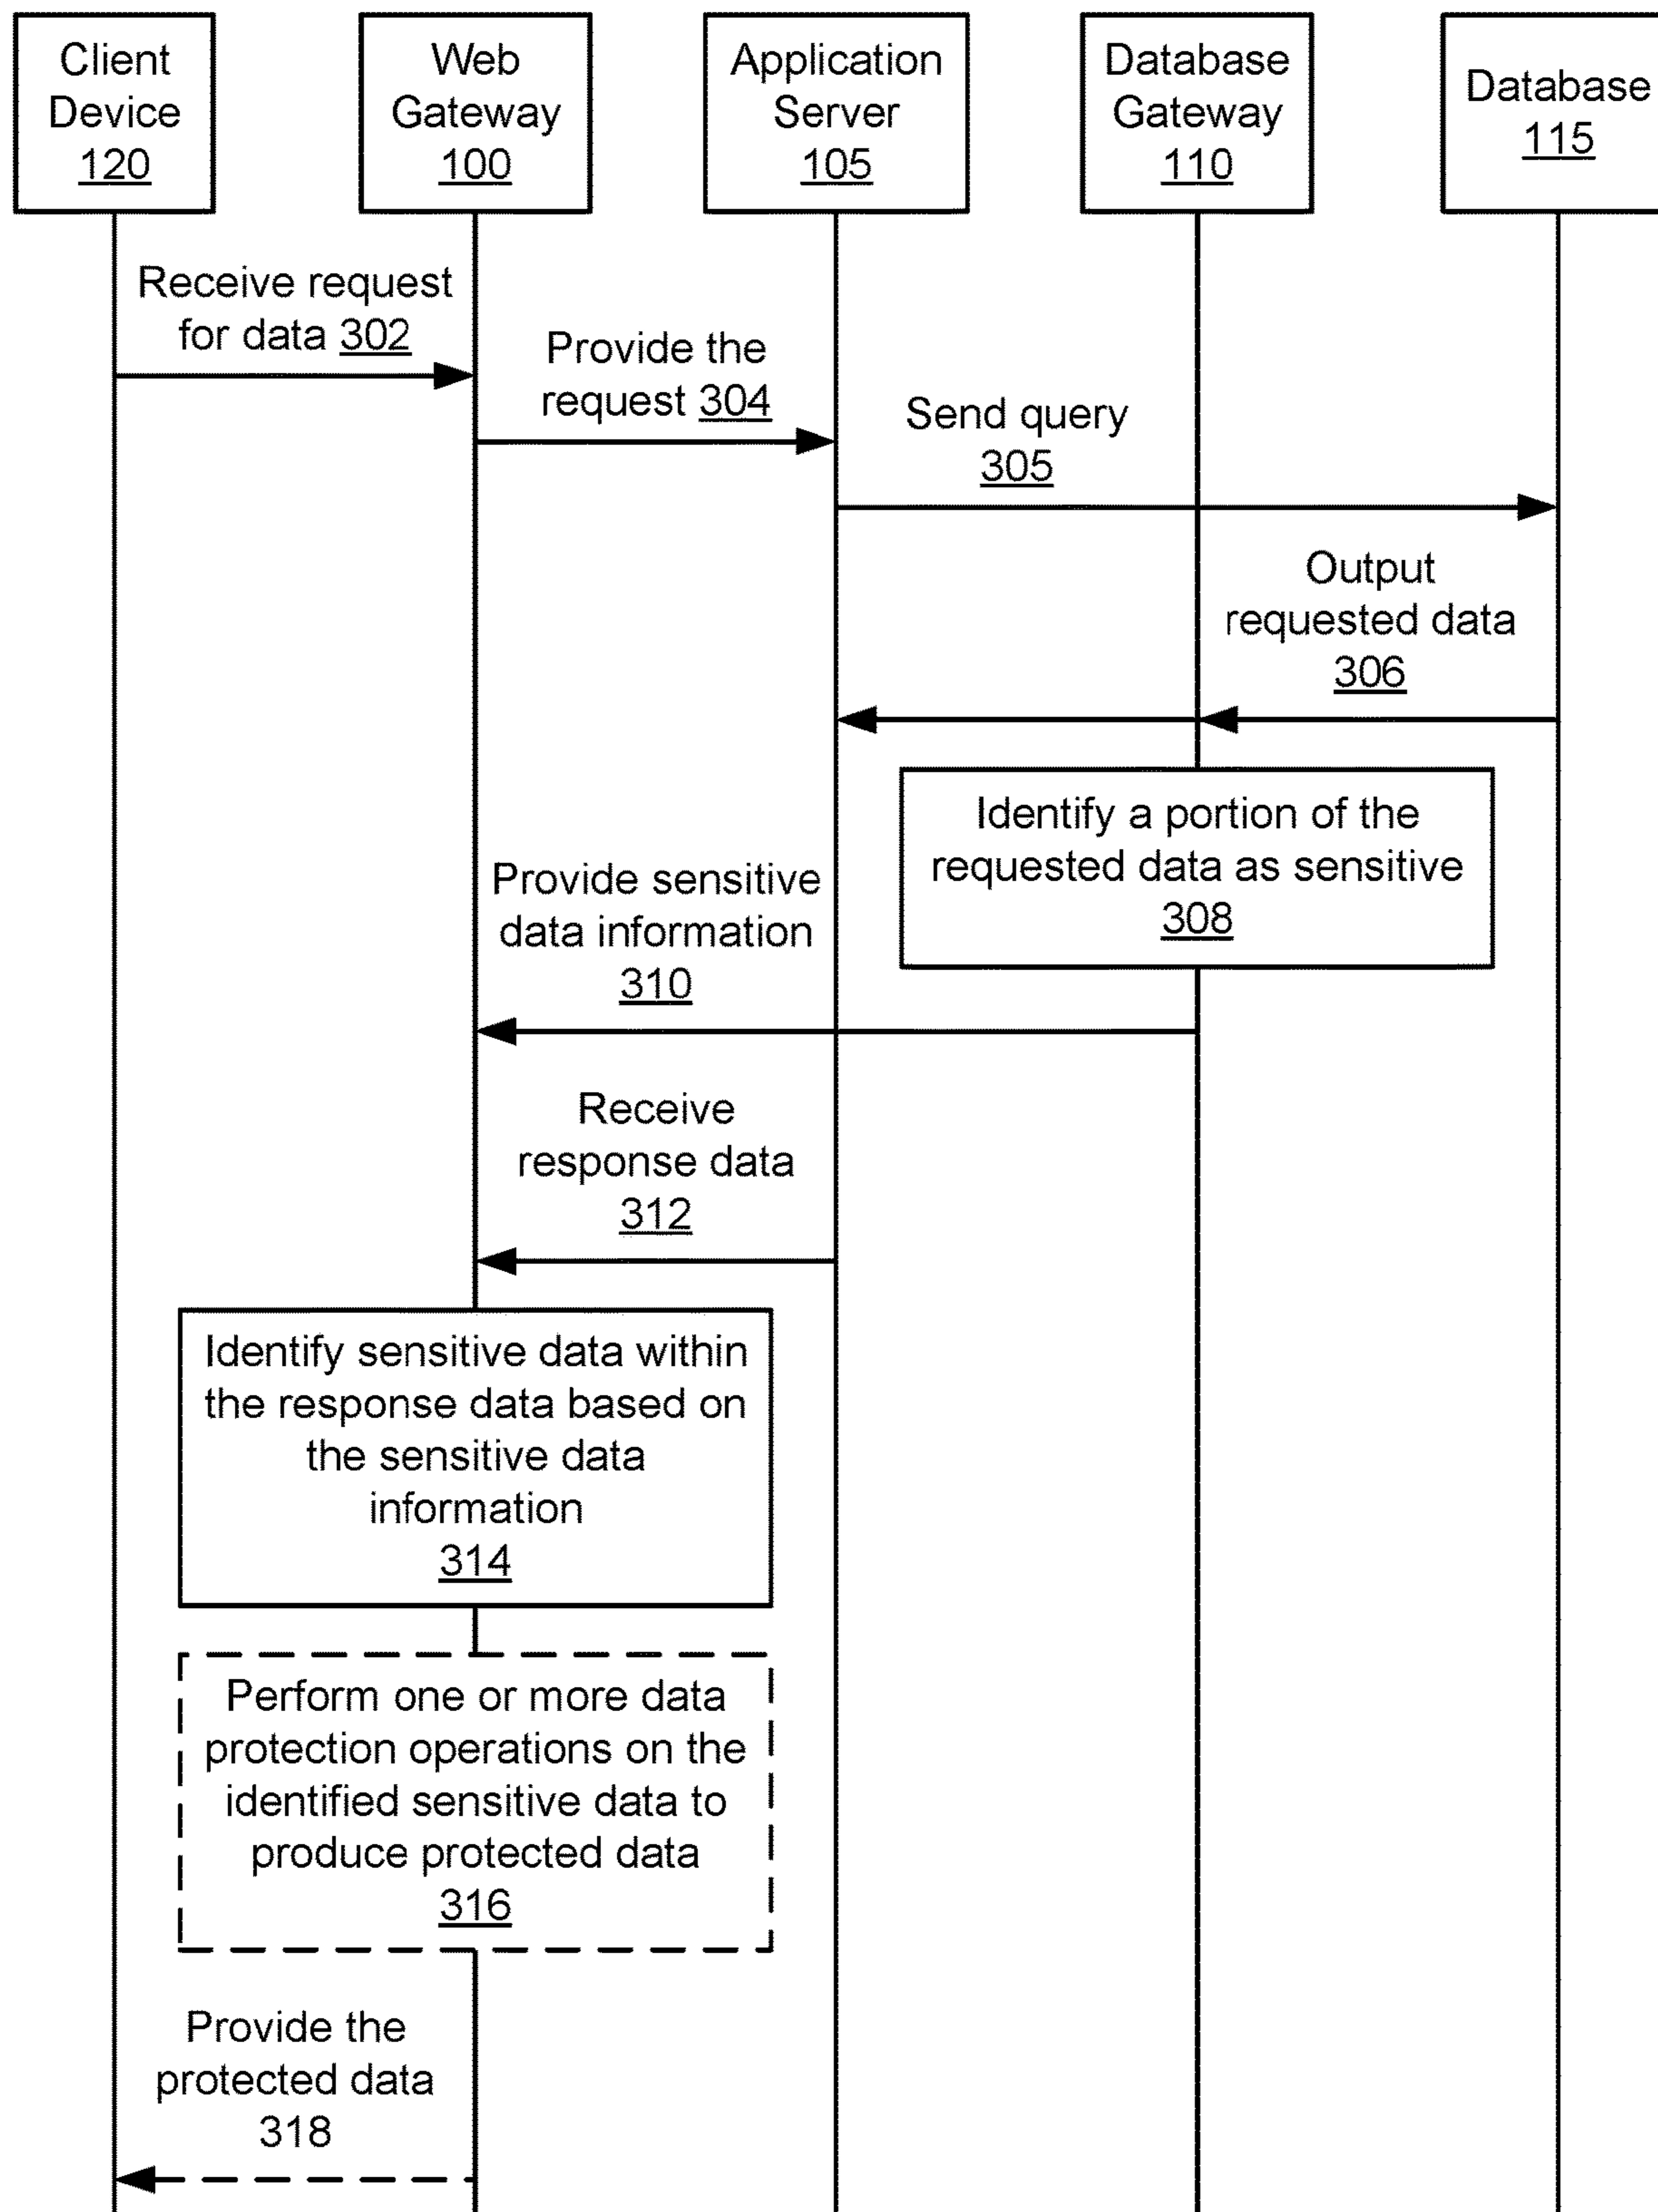 Client
Device
120
Web
Gateway
100
Application
Server
105
Database
Gateway
110
Database
115
Receive request
for data 302
Provide the
request 304
Send query
305
Output
requested data
306
Identify a portion of the
requested data as sensitive
308
Provide sensitive
data information
310
Receive
response data
312
Identify sensitive data within
the response data based on
the sensitive data
information
314
Perform one or more data
protection operations on the
identified sensitive data to
produce protected data
316
Provide the
protected data
318